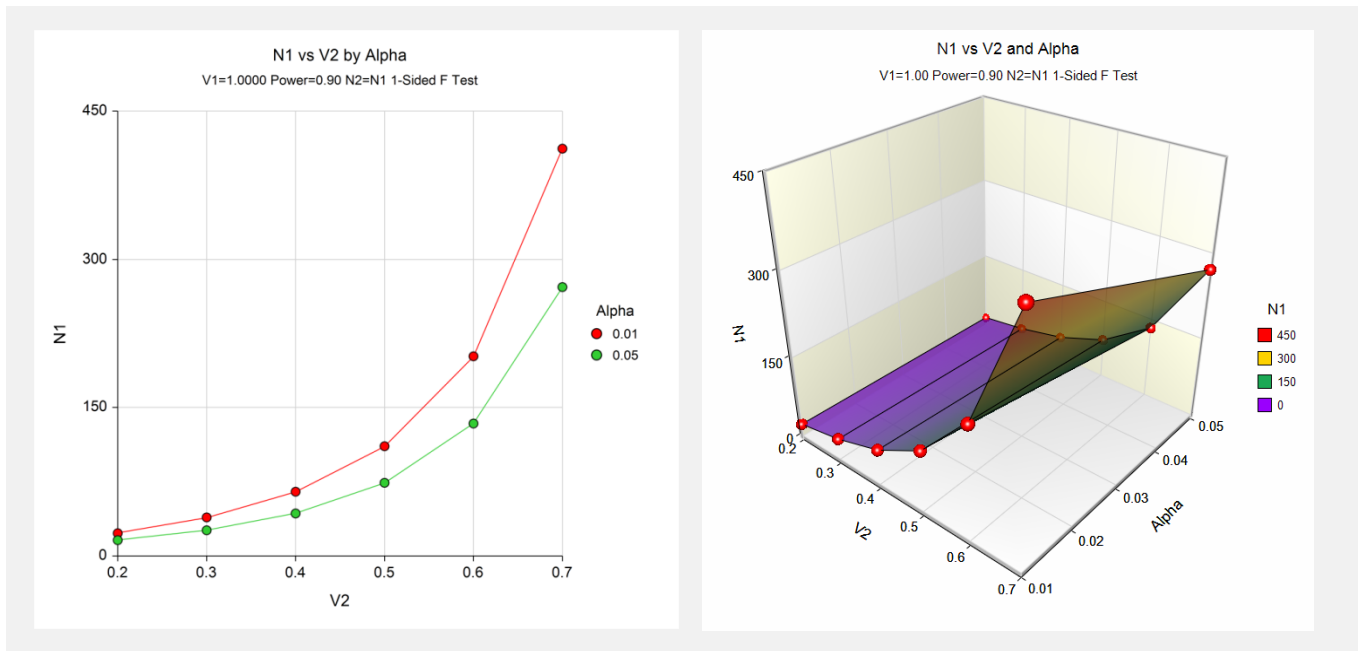 N1 vs V2 by Alpha
V1=1.0000 Power=0.90 N2=N1 1-Sided F Test
450
300
150
0
N1
0.2 0.3 0.4 0.5 0.6 0.7
V2
Alpha
0.01
0.05
N1 vs V2 and Alpha
V1=1.00 Power=0.90 N2=N1 1-Sided F Test
450
300
150
0
N1
0.2
0.3
0.4
0.5
0.6
0.7
V2
0.01
0.02
0.03
0.04
0.05
Alpha
N1
450
300
150
0